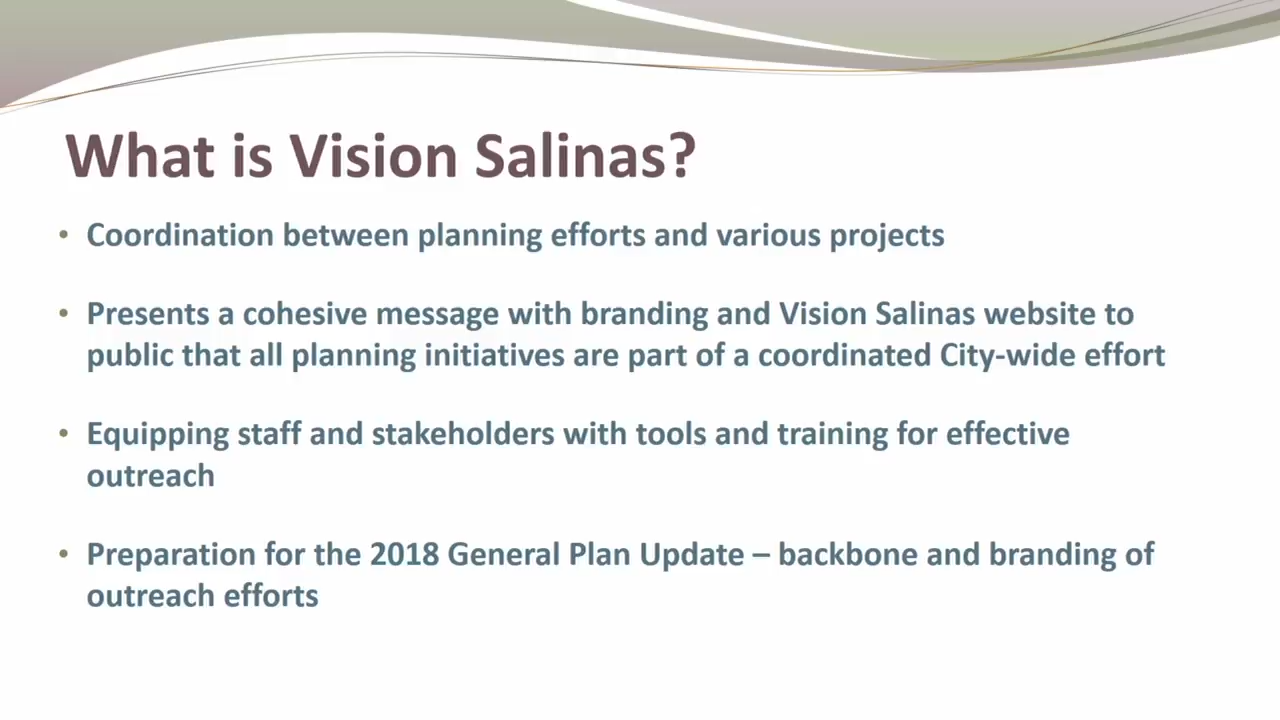 What is Vision Salinas?
• Coordination between planning efforts and various projects
• Presents a cohesive message with branding and Vision Salinas website to
public that all planning initiatives are part of a coordinated City-wide effort
• Equipping staff and stakeholders with tools and training for effective
outreach
• Preparation for the 2018 General Plan Update – backbone and branding of
outreach efforts